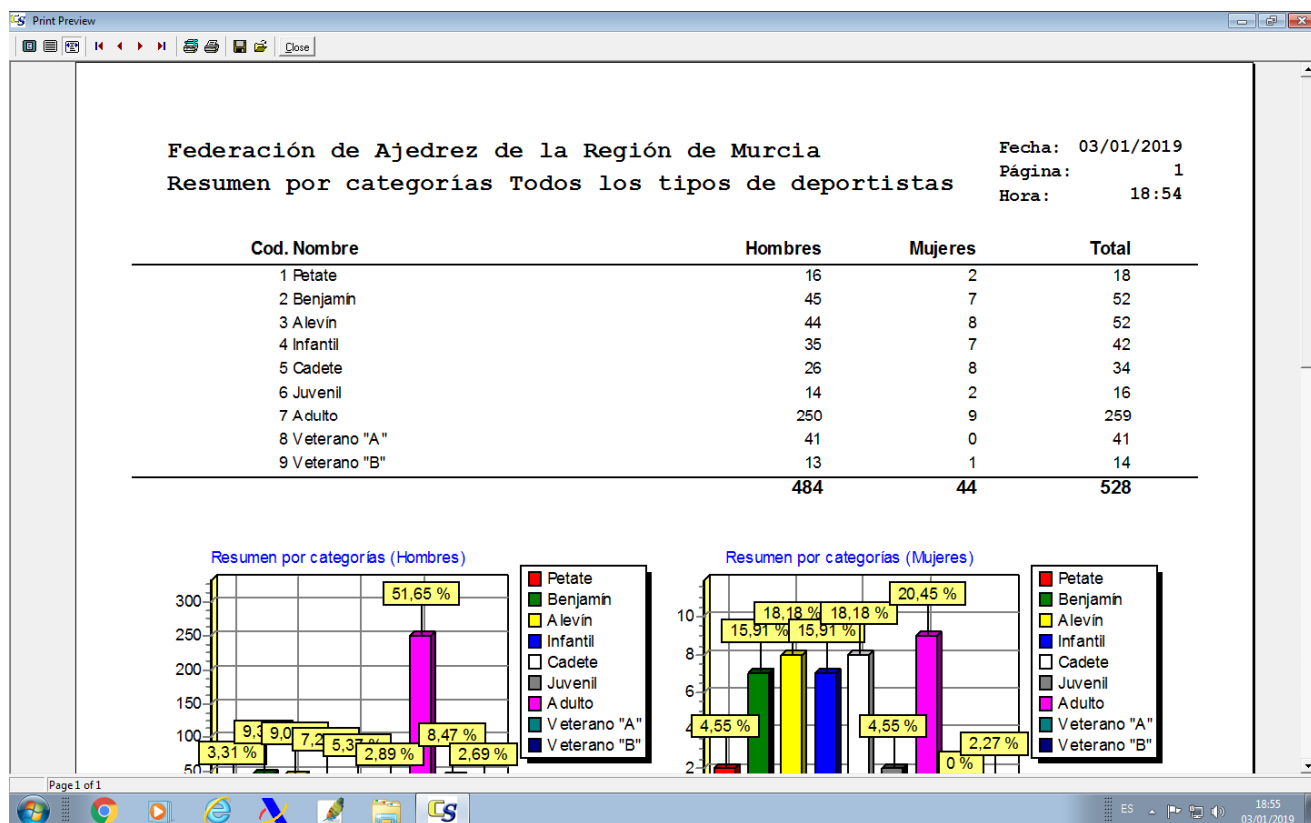 CS Print Preview
Close
Federación de Ajedrez de la Región de Murcia
Resumen por categorías Todos los tipos de deportistas
Fecha: 03/01/2019
Página: 1
Hora: 18:54
Cod. Nombre Hombres Mujeres Total
1 Petate 16 2 18
2 Benjamín 45 7 52
3 Alevín 44 8 52
4 Infantil 35 7 42
5 Cadete 26 8 34
6 Juvenil 14 2 16
7 Adulto 250 9 259
8 Veterano "A" 41 0 41
9 Veterano "B" 13 1 14
484 44 528
Resumen por categorías (Hombres)
300
250
200
150
100
50
51,65 %
3,31 %
5,37
2,89 %
8,47 %
2,69 %
Petate
Benjamín
Alevín
Infantil
Cadete
Juvenil
Adulto
Veterano "A"
Veterano "B"
Resumen por categorías (Mujeres)
10
8
6
4
2
4,55 %
15,91 %
18,18 %
15,91 %
18,18 %
4,55 %
20,45 %
0 %
2,27 %
Petate
Benjamín
Alevín
Infantil
Cadete
Juvenil
Adulto
Veterano "A"
Veterano "B"
Page 1 of 1
CS
ES
18:55
03/01/2019